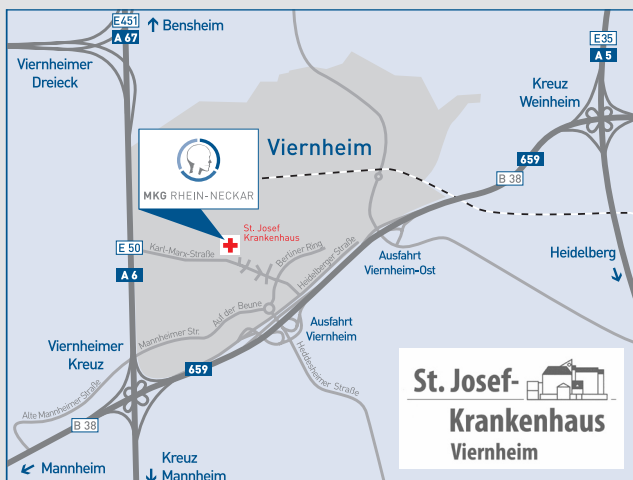 E451
A 67
↑ Bensheim
E35
A 5
Viernheimer
Dreieck
Kreuz
Weinheim
Viernheim
659
B 38
MKG RHEIN-NECKAR
St. Josef
Krankenhaus
E 50
A 6
Karl-Marx-Straße
Berliner Ring
Heidelberger Straße
Ausfahrt
Viernheim-Ost
Heidelberg
Auf der Beune
Mannheimer Str.
Ausfahrt
Viernheim
Viernheimer
Kreuz
659
Heddesheimer Straße
Alte Mannheimer Straße
B 38
Mannheim
Kreuz
Mannheim
St. Josef-
Krankenhaus
Viernheim